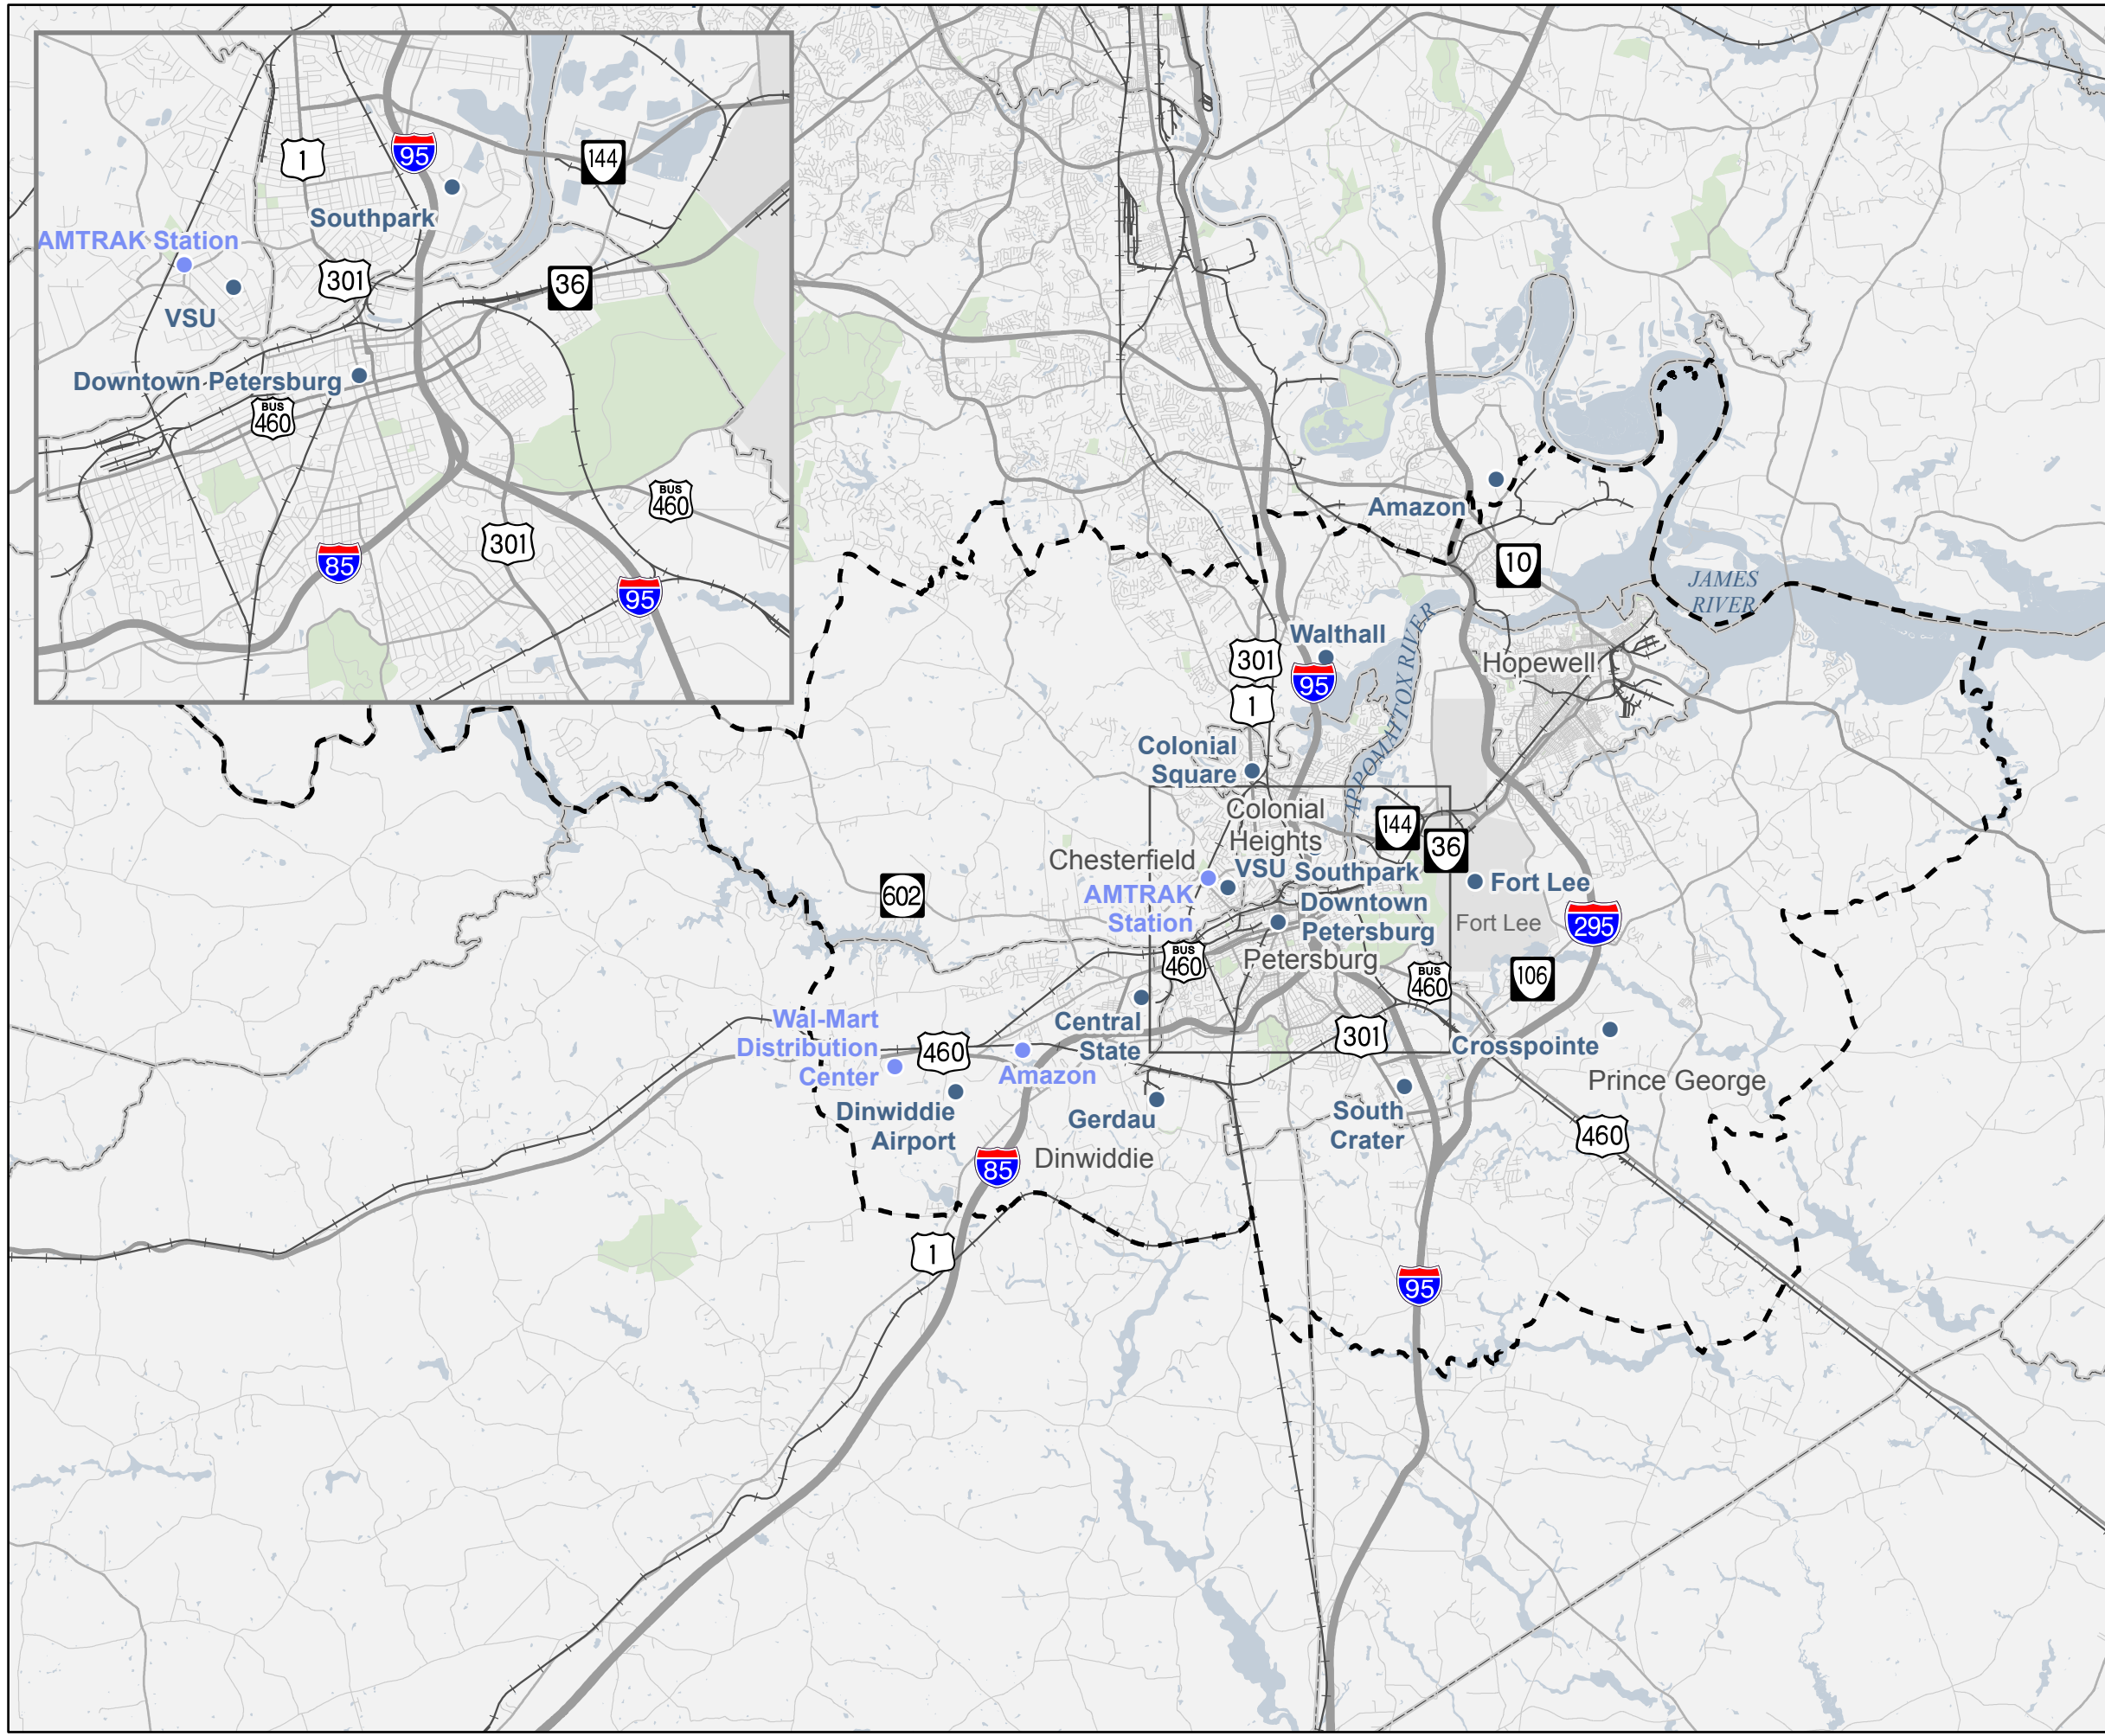 1
95
144
Southpark
AMTRAK Station
301
36
VSU
Downtown Petersburg
BUS
460
BUS
460
301
85
95
Amazon
10
JAMES
RIVER
APPOMATTOX RIVER
Walthall
301
95
1
Hopewell
Colonial
Square
Colonial
Heights
144
36
Chesterfield
VSU
Southpark
AMTRAK
Station
602
Fort Lee
Downtown
Petersburg
Fort Lee
295
BUS
460
Petersburg
BUS
460
106
Central
State
Wal-Mart
Distribution
Center
460
301
Crosspointe
Amazon
Prince George
Dinwiddie
Airport
Gerdau
South
Crater
460
85
Dinwiddie
1
95